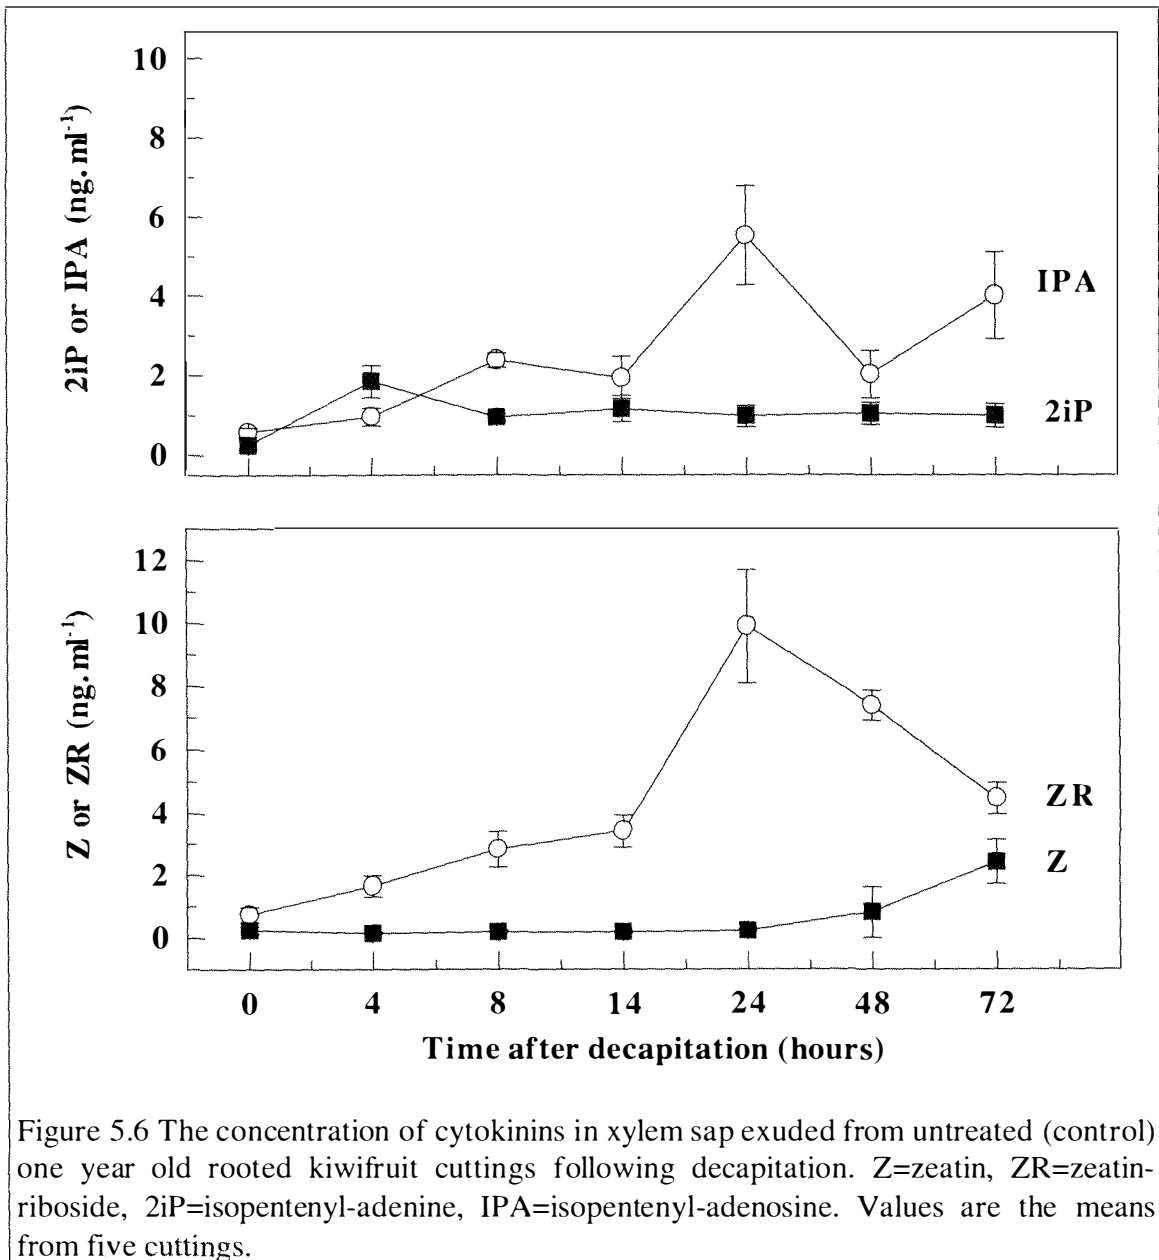 10
8
6
4
2
0
2iP or IPA (ng.ml-1)
IPA
2iP
12
10
8
6
4
2
0
Z or ZR (ng.ml-1)
ZR
Z
0 4 8 14 24 48 72
Time after decapitation (hours)
Figure 5.6 The concentration of cytokinins in xylem sap exuded from untreated (control)
one year old rooted kiwifruit cuttings following decapitation. Z=zeatin, ZR=zeatin-
riboside, 2iP=isopentenyl-adenine, IPA=isopentenyl-adenosine. Values are the means
from five cuttings.